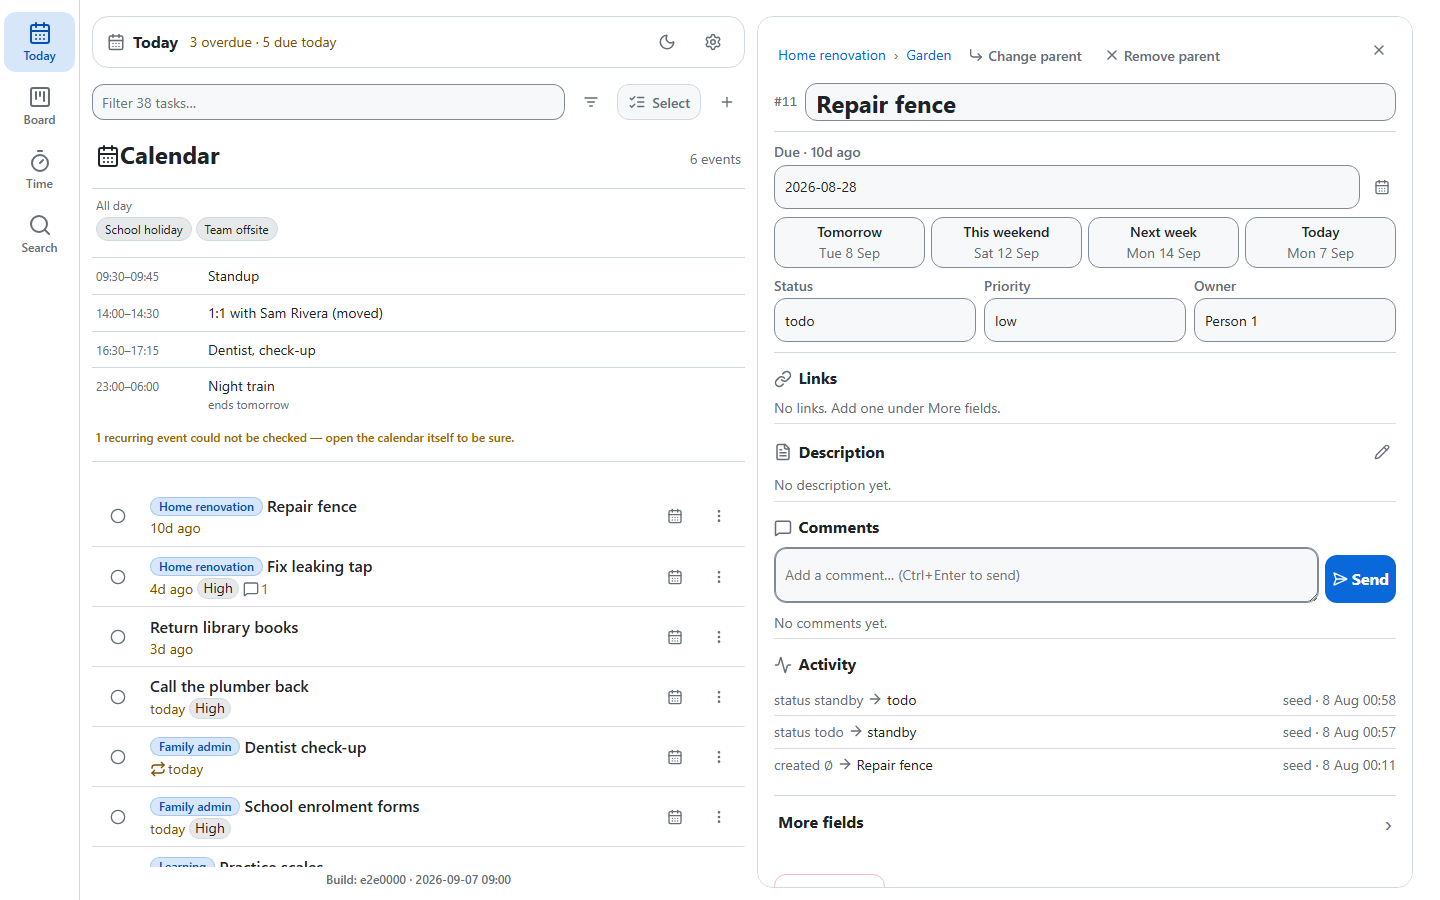 Today
Board
Time
Search
Today 3 overdue · 5 due today
Filter 38 tasks...
Select
Calendar
6 events
All day
School holiday Team offsite
09:30–09:45 Standup
14:00–14:30 1:1 with Sam Rivera (moved)
16:30–17:15 Dentist, check-up
23:00–06:00 Night train
ends tomorrow
1 recurring event could not be checked — open the calendar itself to be sure.
Home renovation Repair fence
10d ago
Home renovation Fix leaking tap
4d ago High 1
Return library books
3d ago
Call the plumber back
today High
Family admin Dentist check-up
today
Family admin School enrolment forms
today High
Learning Practice scales
Build: e2e0000 · 2026-09-07 09:00
Home renovation › Garden Change parent Remove parent
#11 Repair fence
Due · 10d ago
2026-08-28
Tomorrow This weekend Next week Today
Tue 8 Sep Sat 12 Sep Mon 14 Sep Mon 7 Sep
Status Priority Owner
todo low Person 1
Links
No links. Add one under More fields.
Description
No description yet.
Comments
Add a comment... (Ctrl+Enter to send)
Send
No comments yet.
Activity
status standby → todo seed · 8 Aug 00:58
status todo → standby seed · 8 Aug 00:57
created ∅ → Repair fence seed · 8 Aug 00:11
More fields